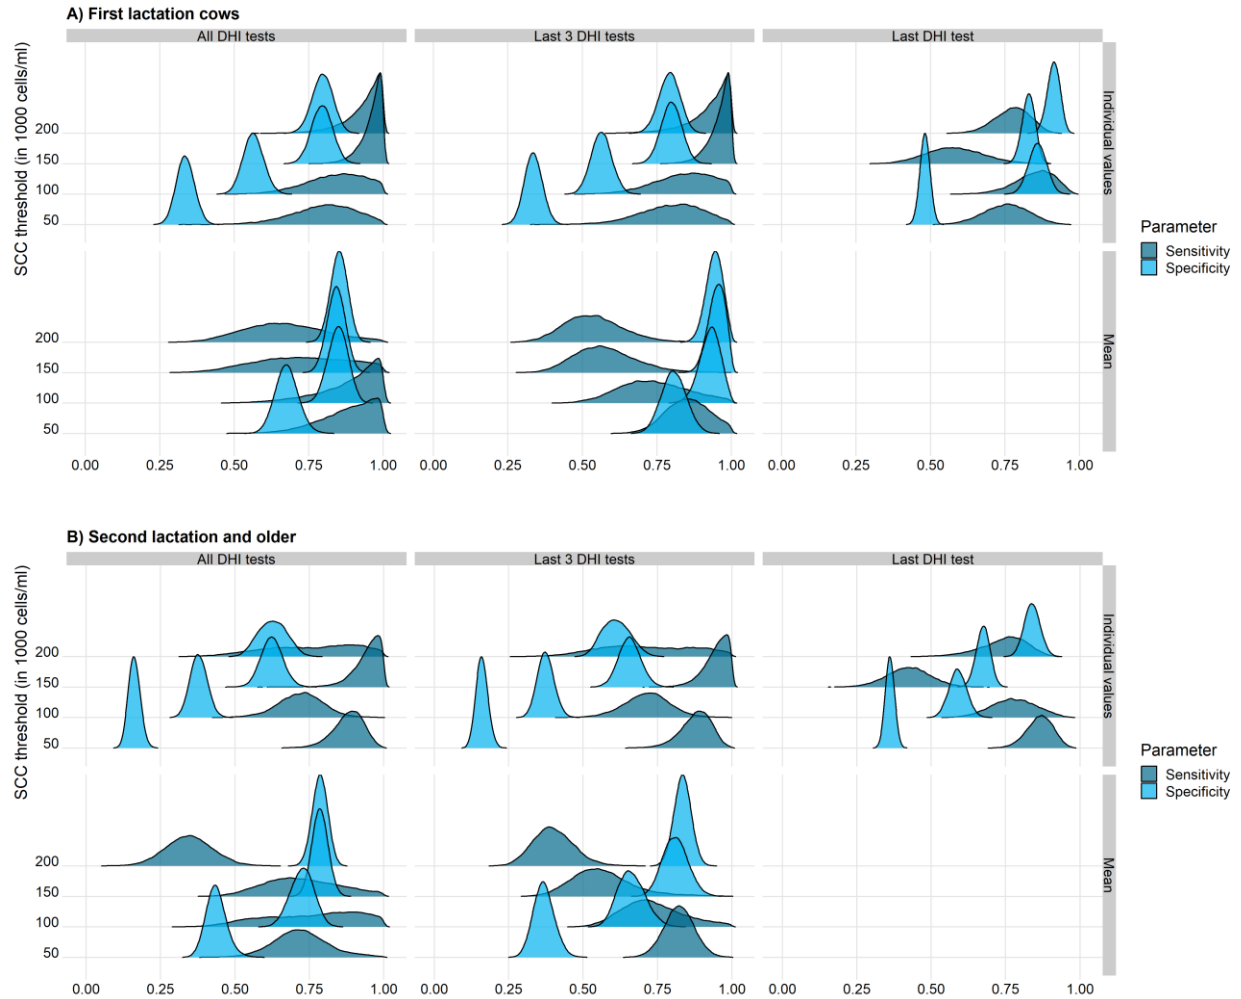 A) First lactation cows
All DHI tests Last 3 DHI tests Last DHI test
SCC threshold (in 1000 cells/ml)
200
150
100
50
Individual values
200
150
100
50
Mean
0.00 0.25 0.50 0.75 1.00 0.00 0.25 0.50 0.75 1.00 0.00 0.25 0.50 0.75 1.00
Parameter
Sensitivity
Specificity
B) Second lactation and older
All DHI tests Last 3 DHI tests Last DHI test
SCC threshold (in 1000 cells/ml)
200
150
100
50
Individual values
200
150
100
50
Mean
0.00 0.25 0.50 0.75 1.00 0.00 0.25 0.50 0.75 1.00 0.00 0.25 0.50 0.75 1.00
Parameter
Sensitivity
Specificity